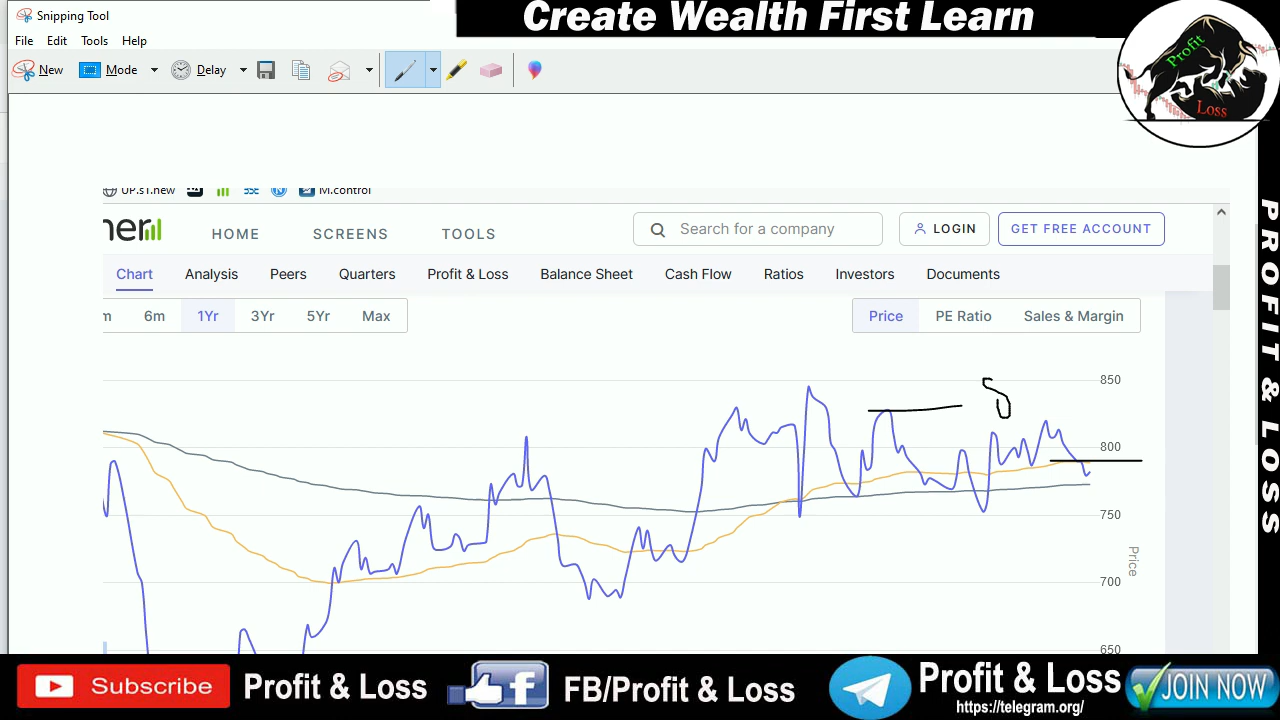 Snipping Tool
Create Wealth First Learn
File Edit Tools Help
New Mode Delay
Profit
Loss
UP.s1.new
ner
HOME SCREENS TOOLS
Search for a company
LOGIN
GET FREE ACCOUNT
Chart Analysis Peers Quarters Profit & Loss Balance Sheet Cash Flow Ratios Investors Documents
6m 1Yr 3Yr 5Yr Max
Price PE Ratio Sales & Margin
850
800
750
700
650
Price
PROFIT & LOSS
Subscribe
Profit & Loss
f
FB/Profit & Loss
Profit & Loss
https://telegram.org/
JOIN NOW